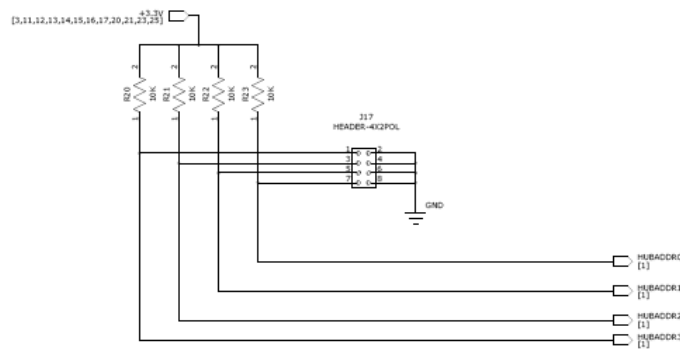 +3.3V
[3,11,12,13,14,15,16,17,20,21,23,25]
2 2 2 2
R20 10K R21 10K R22 10K R23 10K
1 1 1 1
J17
HEADER-4X2POL
1 2
3 4
5 6
7 8
GND
HUBADDR0
[1]
HUBADDR1
[1]
HUBADDR2
[1]
HUBADDR3
[1]